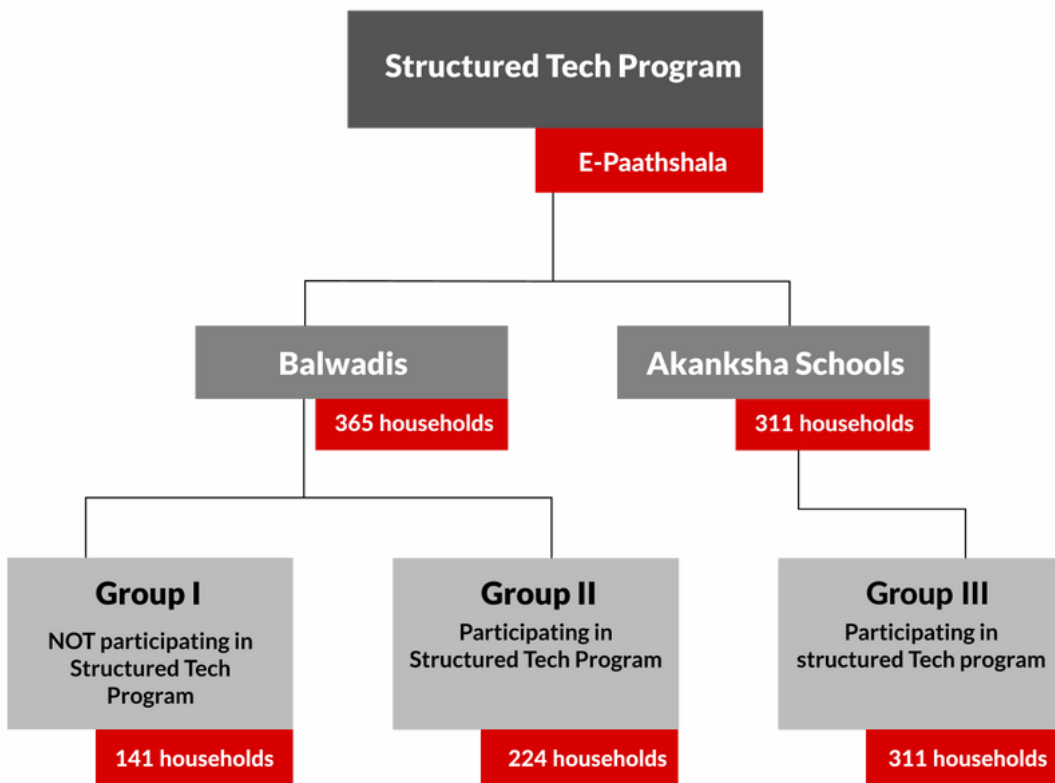 Structured Tech Program
E-Paathshala
Balwadis
365 households
Akanksha Schools
311 households
Group I
NOT participating in
Structured Tech
Program
141 households
Group II
Participating in
Structured Tech Program
224 households
Group III
Participating in
structured Tech program
311 households